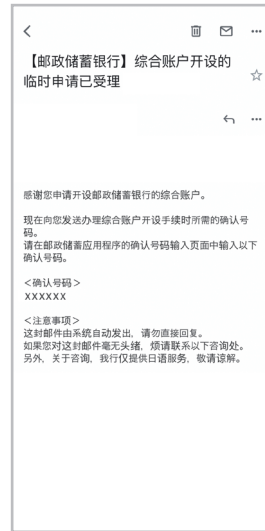 【邮政储蓄银行】综合账户开设的
临时申请已受理
感谢您申请开设邮政储蓄银行的综合账户。
现在向您发送办理综合账户开设手续时所需的确认号
码。
请在邮政储蓄应用程序的确认号码输入页面中输入以下
确认号码。
<确认号码>
XXXXXX
<注意事项>
这封邮件由系统自动发出，请勿直接回复。
如果您对这封邮件毫无头绪，烦请联系以下咨询处。
另外，关于咨询，我行仅提供日语服务，敬请谅解。